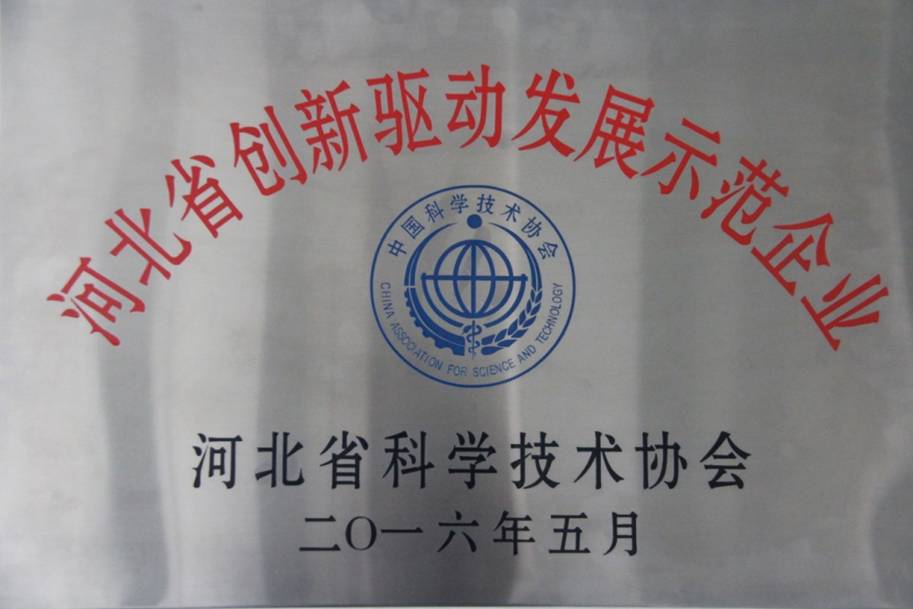 河北省创新驱动发展示范企业
中国科学技术协会
CHINA ASSOCIATION FOR SCIENCE AND TECHNOLOGY
河北省科学技术协会
二〇一六年五月